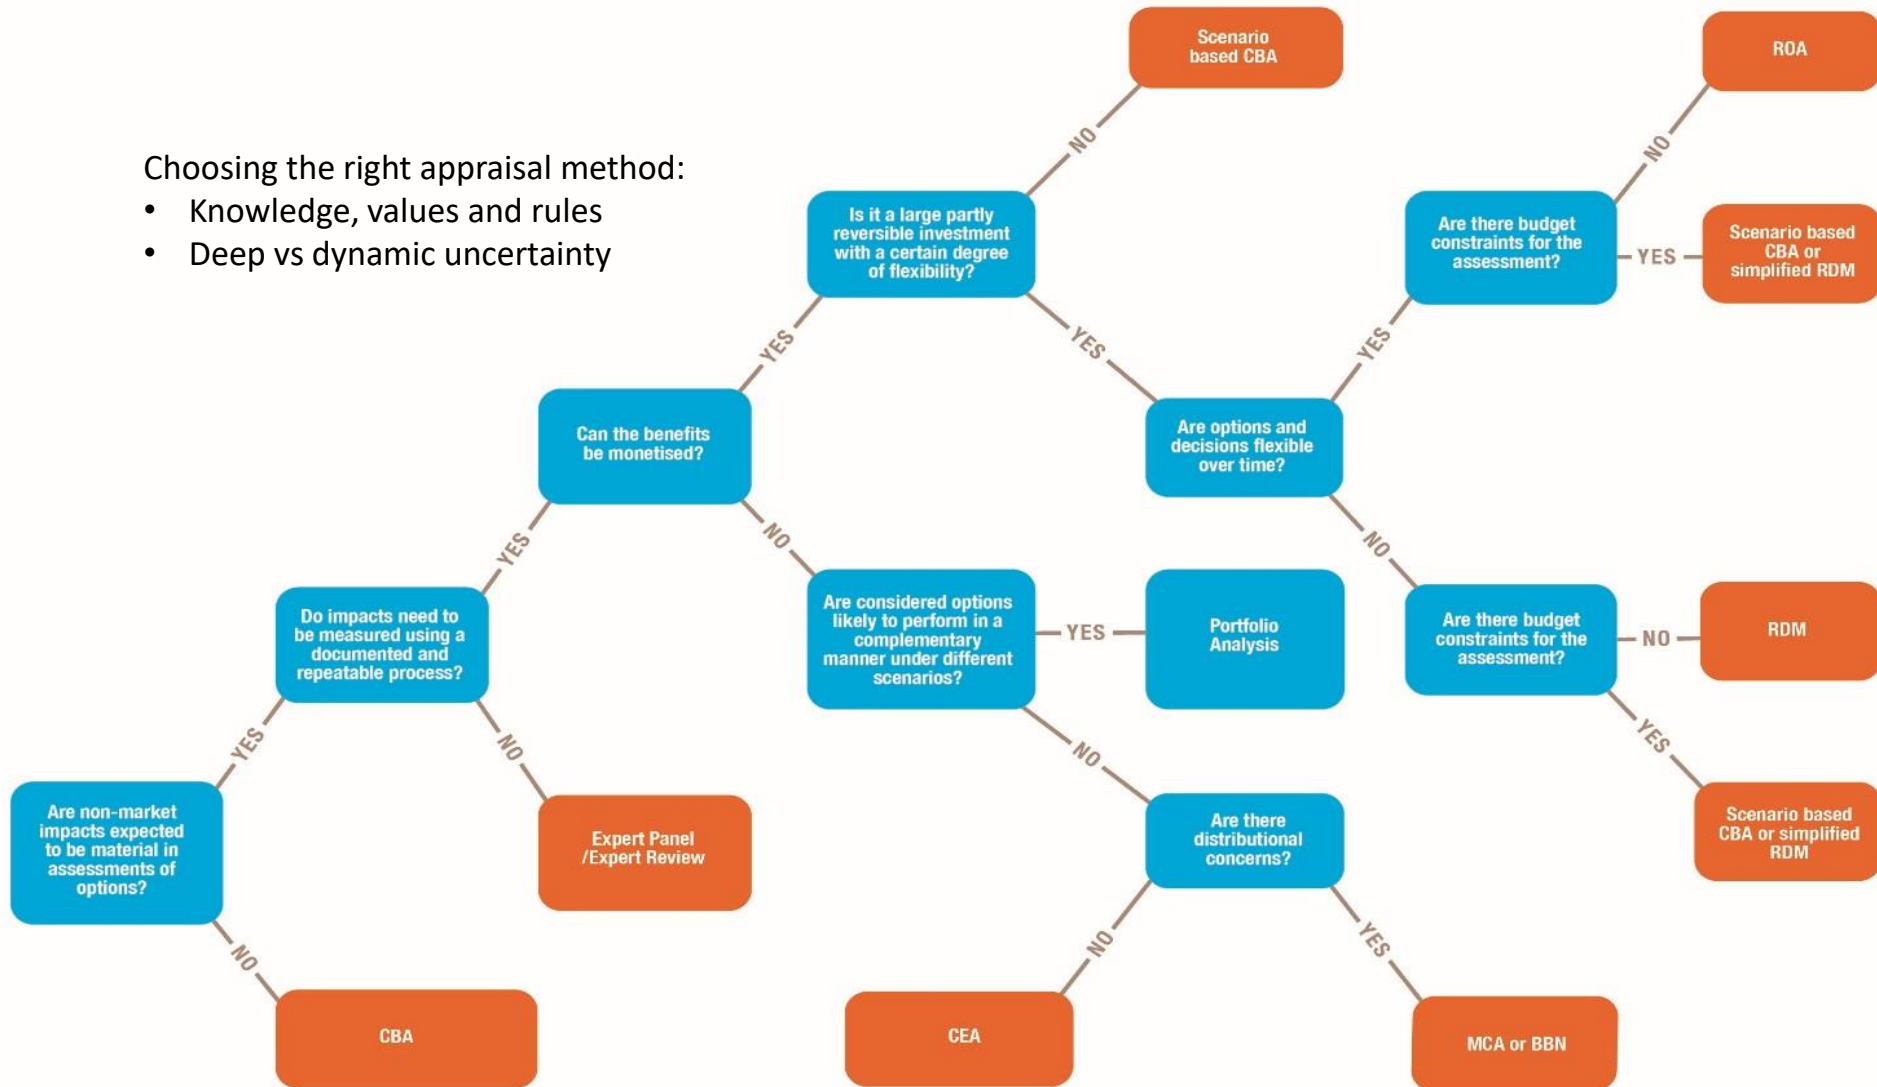 Choosing the right appraisal method:
• Knowledge, values and rules
• Deep vs dynamic uncertainty
Scenario
based CBA
ROA
NO
NO
Is it a large partly
reversible investment
with a certain degree
of flexibility?
Are there budget
constraints for the
assessment?
YES
Scenario based
CBA or
simplified RDM
YES
YES
YES
Can the benefits
be monetised?
Are options and
decisions flexible
over time?
YES
NO
NO
Do impacts need to
be measured using a
documented and
repeatable process?
Are considered options
likely to perform in a
complementary
manner under different
scenarios?
YES
Portfolio
Analysis
Are there budget
constraints for the
assessment?
NO
RDM
YES
NO
NO
YES
Are non-market
impacts expected
to be material in
assessments of
options?
Expert Panel
/Expert Review
Are there
distributional
concerns?
Scenario based
CBA or simplified
RDM
NO
NO
YES
CBA
CEA
MCA or BBN